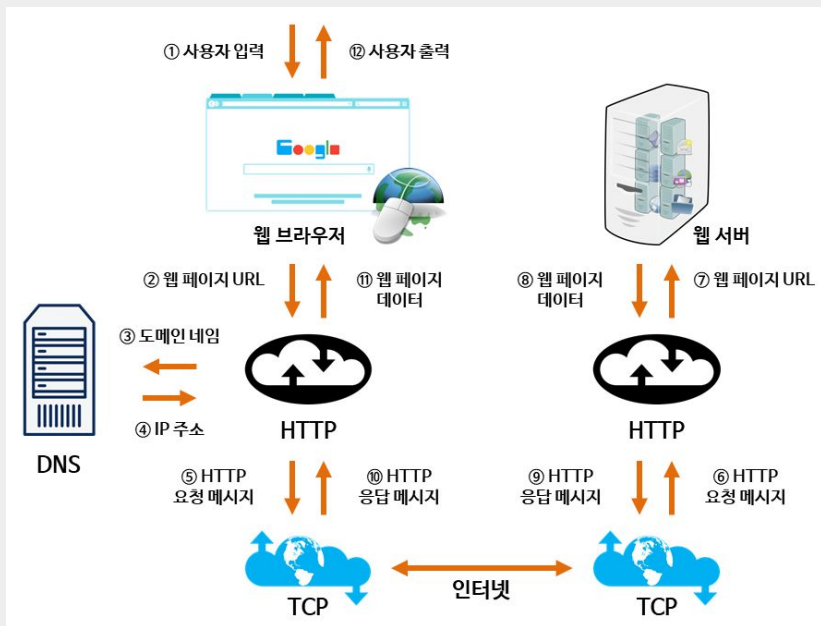 ① 사용자 입력
⑫ 사용자 출력
Google
웹 브라우저
웹 서버
② 웹 페이지 URL
⑪ 웹 페이지
데이터
⑧ 웹 페이지
데이터
⑦ 웹 페이지 URL
③ 도메인 네임
④ IP 주소
DNS
HTTP
HTTP
⑤ HTTP
요청 메시지
⑩ HTTP
응답 메시지
⑨ HTTP
응답 메시지
⑥ HTTP
요청 메시지
인터넷
TCP
TCP